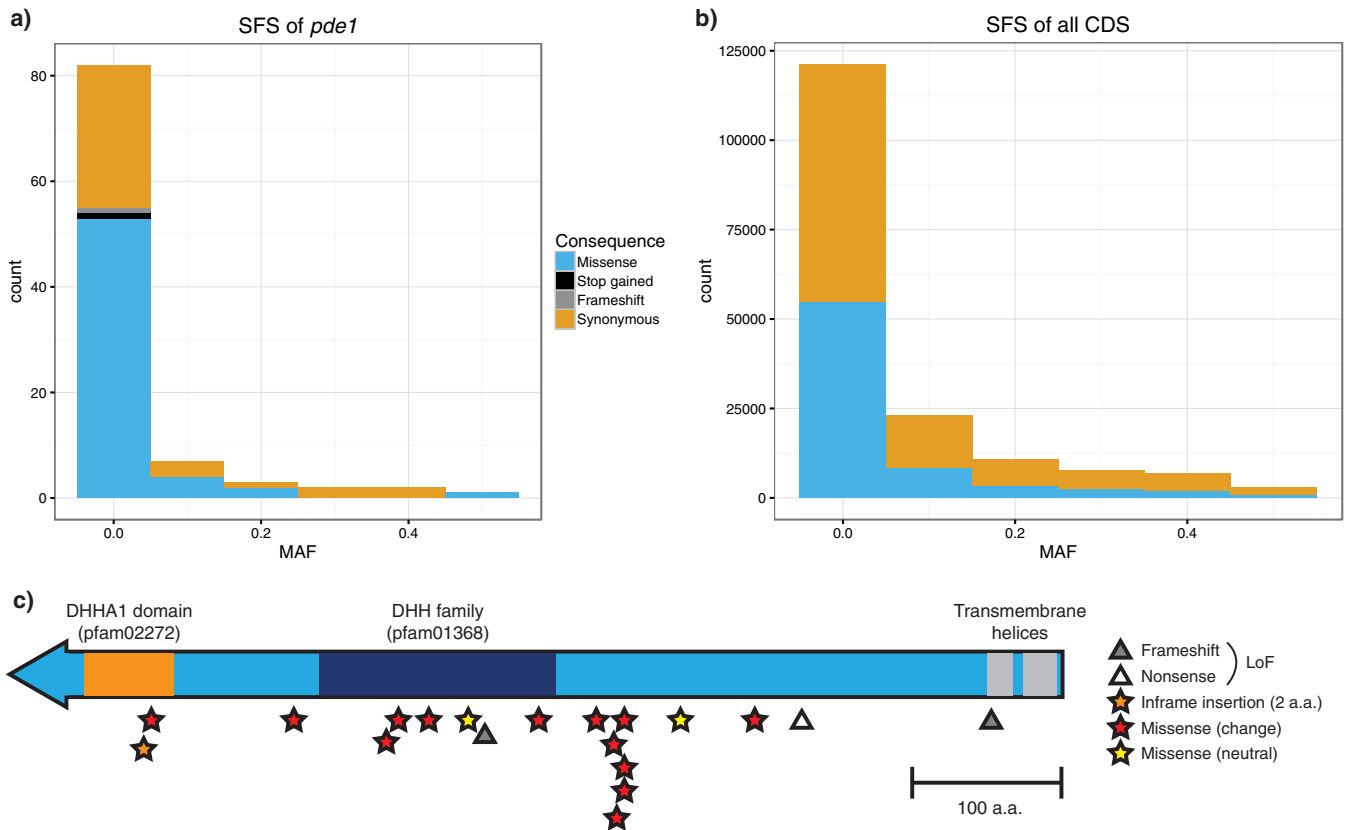 a)
SFS of pde1
80
60
40
20
0
count
0.0
0.2
0.4
MAF
Consequence
Missense
Stop gained
Frameshift
Synonymous
b)
SFS of all CDS
125000
100000
75000
50000
25000
0
count
0.0
0.2
0.4
MAF
c)
DHHA1 domain
(pfam02272)
DHH family
(pfam01368)
Transmembrane
helices
Frameshift
Nonsense
LoF
Inframe insertion (2 a.a.)
Missense (change)
Missense (neutral)
100 a.a.